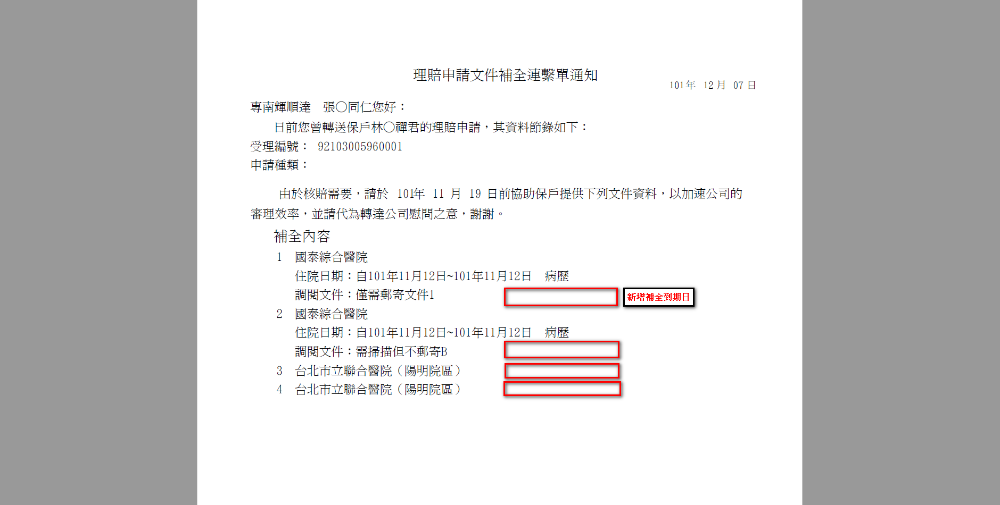 理賠申請文件補全連繫單通知
101年 12月 07日
專南輝順達　張○同仁您好：
日前您曾轉送保戶林○禪君的理賠申請，其資料節錄如下：
受理編號： 92103005960001
申請種類：
由於核賠需要，請於 101年 11 月 19 日前協助保戶提供下列文件資料，以加速公司的
審理效率，並請代為轉達公司慰問之意，謝謝。
補全內容
1 國泰綜合醫院
住院日期：自101年11月12日~101年11月12日　病歷
調閱文件：僅需郵寄文件1
新增補全到期日
2 國泰綜合醫院
住院日期：自101年11月12日~101年11月12日　病歷
調閱文件：需掃描但不郵寄B
3 台北市立聯合醫院（陽明院區）
4 台北市立聯合醫院（陽明院區）